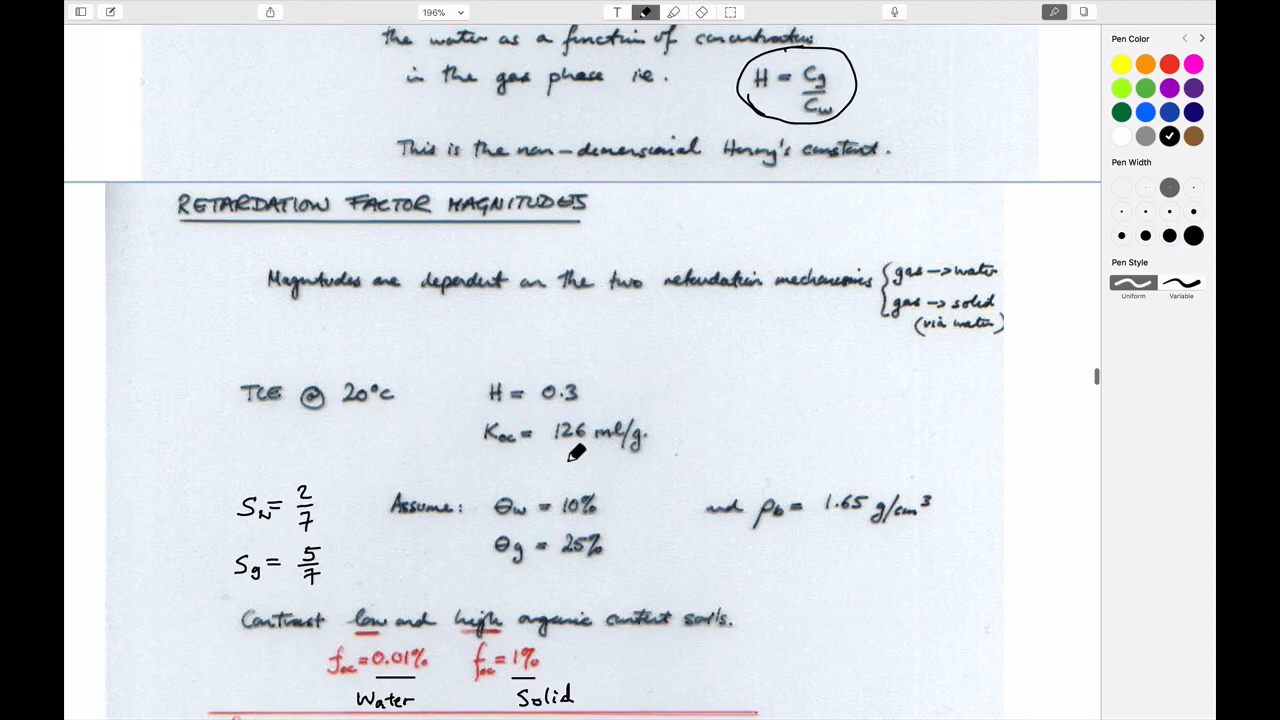 196%
T
the water as a function of concentration
in the gas phase i.e.
H = Cg/Cw
This is the non-dimensional Henry's constant.
RETARDATION FACTOR MAGNITUDES
Magnitudes are dependent on the two retardation mechanisms { gas → water
gas → solid
(via water)
TCE @ 20°C H = 0.3
Koc = 126 ml/g.
Sw = 2/7 Assume: θw = 10% and ρb = 1.65 g/cm³
Sg = 5/7 θg = 25%
Contrast low and high organic content soils.
foc = 0.01% foc = 1%
Water Solid
Pen Color
Pen Width
Pen Style
Uniform Variable